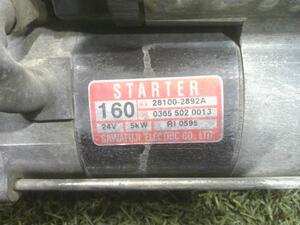 STARTER
160 28100-2892A
0365 502 0013
24V 5kW RI 0595
SAWAFUJI ELECTRIC CO., LTD.